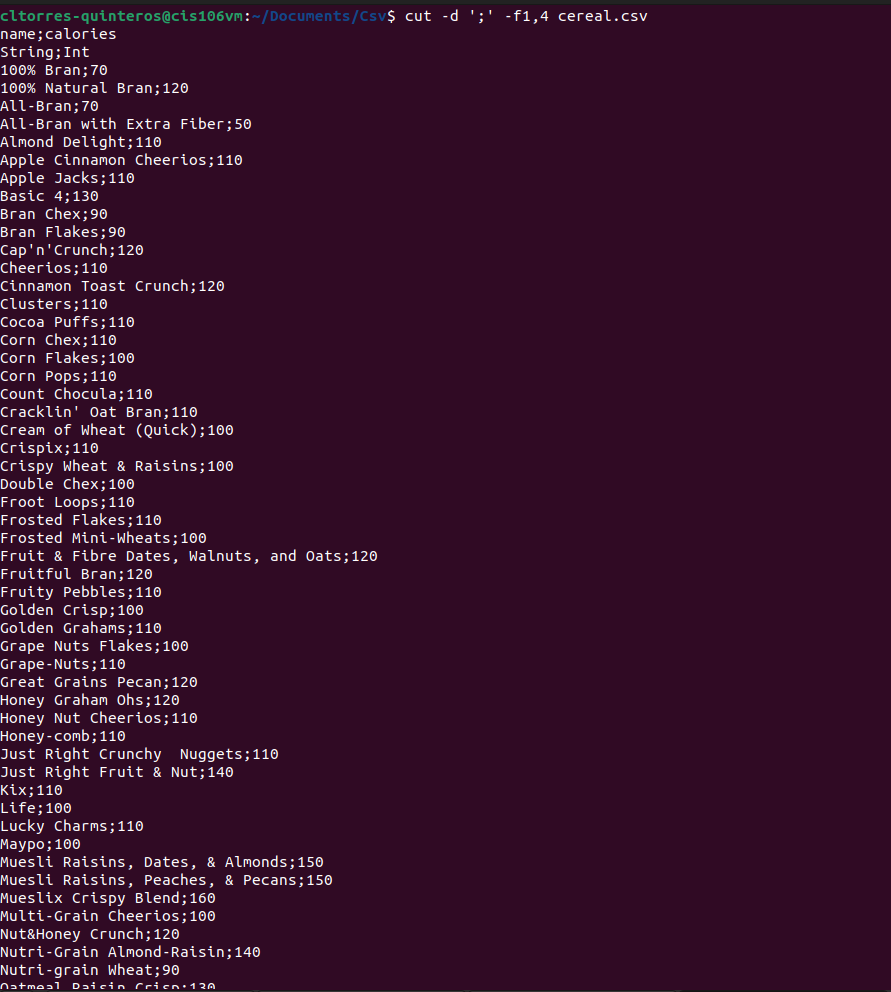 cltorres-quinteros@cis106vm:~/Documents/Csv$ cut -d ';' -f1,4 cereal.csv
name;calories
String;Int
100% Bran;70
100% Natural Bran;120
All-Bran;70
All-Bran with Extra Fiber;50
Almond Delight;110
Apple Cinnamon Cheerios;110
Apple Jacks;110
Basic 4;130
Bran Chex;90
Bran Flakes;90
Cap'n'Crunch;120
Cheerios;110
Cinnamon Toast Crunch;120
Clusters;110
Cocoa Puffs;110
Corn Chex;110
Corn Flakes;100
Corn Pops;110
Count Chocula;110
Cracklin' Oat Bran;110
Cream of Wheat (Quick);100
Crispix;110
Crispy Wheat & Raisins;100
Double Chex;100
Froot Loops;110
Frosted Flakes;110
Frosted Mini-Wheats;100
Fruit & Fibre Dates, Walnuts, and Oats;120
Fruitful Bran;120
Fruity Pebbles;110
Golden Crisp;100
Golden Grahams;110
Grape Nuts Flakes;100
Grape-Nuts;110
Great Grains Pecan;120
Honey Graham Ohs;120
Honey Nut Cheerios;110
Honey-comb;110
Just Right Crunchy  Nuggets;110
Just Right Fruit & Nut;140
Kix;110
Life;100
Lucky Charms;110
Maypo;100
Muesli Raisins, Dates, & Almonds;150
Muesli Raisins, Peaches, & Pecans;150
Mueslix Crispy Blend;160
Multi-Grain Cheerios;100
Nut&Honey Crunch;120
Nutri-Grain Almond-Raisin;140
Nutri-grain Wheat;90
Oatmeal Raisin Crisp;130